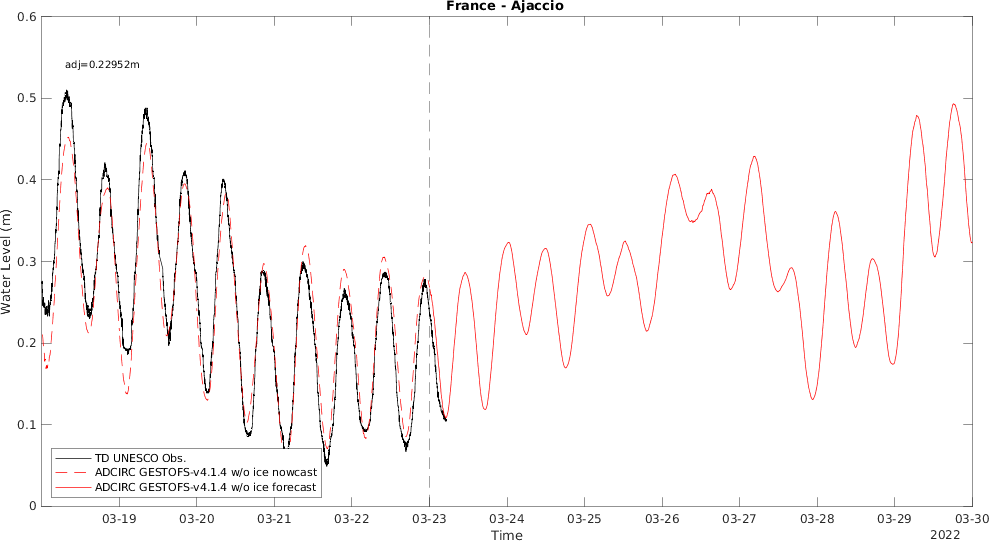 France - Ajaccio
adj=0.22952m
0.6
0.5
0.4
0.3
0.2
0.1
0
Water Level (m)
TD UNESCO Obs.
ADCIRC GESTOFS-v4.1.4 w/o ice nowcast
ADCIRC GESTOFS-v4.1.4 w/o ice forecast
03-19 03-20 03-21 03-22 03-23 03-24 03-25 03-26 03-27 03-28 03-29 03-30
Time
2022